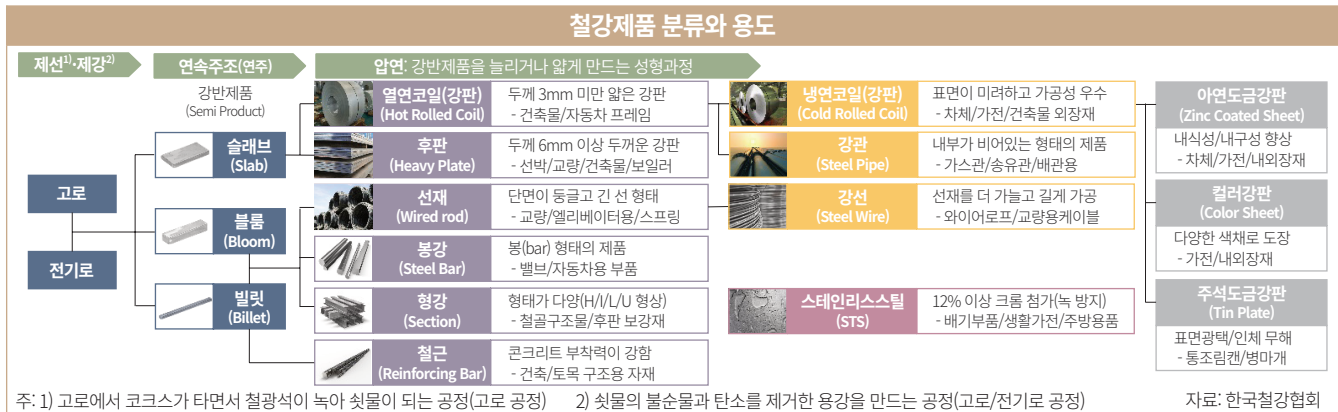 철강제품 분류와 용도
제선1)·제강2)
연속주조(연주)
압연: 강반제품을 늘리거나 얇게 만드는 성형과정
강반제품
(Semi Product)
고로
전기로
슬래브
(Slab)
블룸
(Bloom)
빌릿
(Billet)
열연코일(강판)
(Hot Rolled Coil)
두께 3mm 미만 얇은 강판
- 건축물/자동차 프레임
후판
(Heavy Plate)
두께 6mm 이상 두꺼운 강판
- 선박/교량/건축물/보일러
선재
(Wired rod)
단면이 둥글고 긴 선 형태
- 교량/엘리베이터용/스프링
봉강
(Steel Bar)
봉(bar) 형태의 제품
- 밸브/자동차용 부품
형강
(Section)
형태가 다양(H/I/L/U 형상)
- 철골구조물/후판 보강재
철근
(Reinforcing Bar)
콘크리트 부착력이 강함
- 건축/토목 구조용 자재
냉연코일(강판)
(Cold Rolled Coil)
표면이 미려하고 가공성 우수
- 차체/가전/건축물 외장재
강관
(Steel Pipe)
내부가 비어있는 형태의 제품
- 가스관/송유관/배관용
강선
(Steel Wire)
선재를 더 가늘고 길게 가공
- 와이어로프/교량용케이블
스테인리스스틸
(STS)
12% 이상 크롬 첨가(녹 방지)
- 배기부품/생활가전/주방용품
아연도금강판
(Zinc Coated Sheet)
내식성/내구성 향상
- 차체/가전/내외장재
컬러강판
(Color Sheet)
다양한 색채로 도장
- 가전/내외장재
주석도금강판
(Tin Plate)
표면광택/인체 무해
- 통조림캔/병마개
주: 1) 고로에서 코크스가 타면서 철광석이 녹아 쇳물이 되는 공정(고로 공정) 2) 쇳물의 불순물과 탄소를 제거한 용강을 만드는 공정(고로/전기로 공정)
자료: 한국철강협회